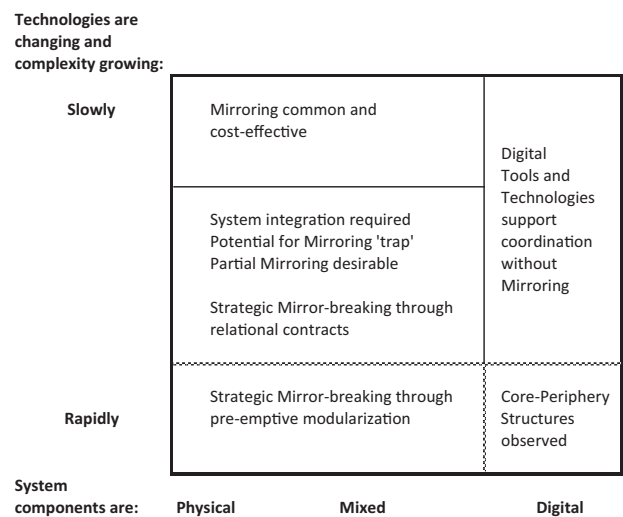 Technologies are
changing and
complexity growing:
Slowly
Mirroring common and
cost-effective
Digital
Tools and
Technologies
support
coordination
without
Mirroring
System integration required
Potential for Mirroring 'trap'
Partial Mirroring desirable
Strategic Mirror-breaking through
relational contracts
Rapidly
Strategic Mirror-breaking through
pre-emptive modularization
Core-Periphery
Structures
observed
System
components are:
Physical
Mixed
Digital